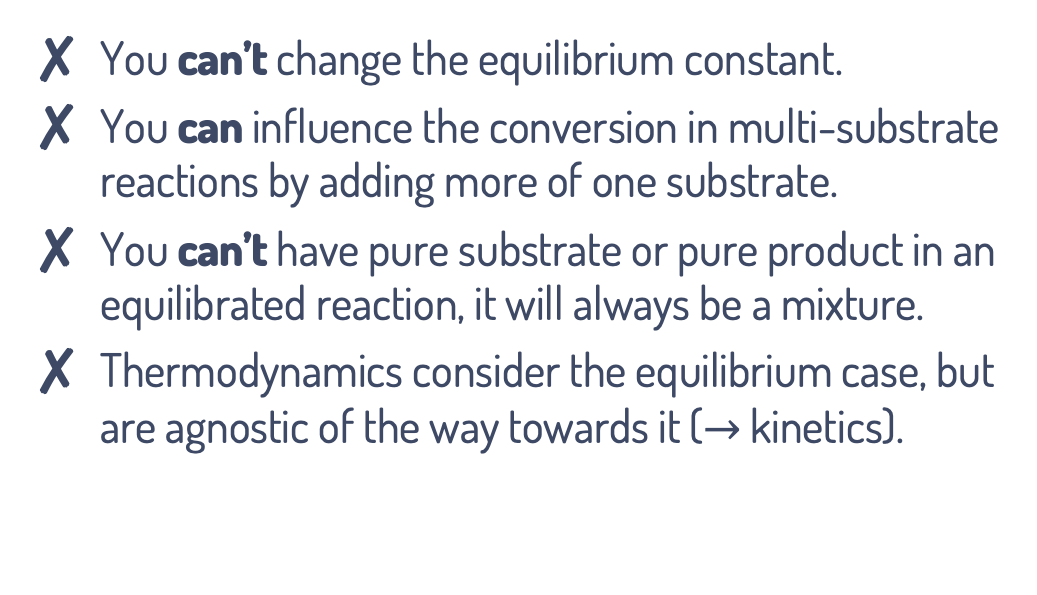 ✗ You can't change the equilibrium constant.
✗ You can influence the conversion in multi-substrate
reactions by adding more of one substrate.
✗ You can't have pure substrate or pure product in an
equilibrated reaction, it will always be a mixture.
✗ Thermodynamics consider the equilibrium case, but
are agnostic of the way towards it (→ kinetics).